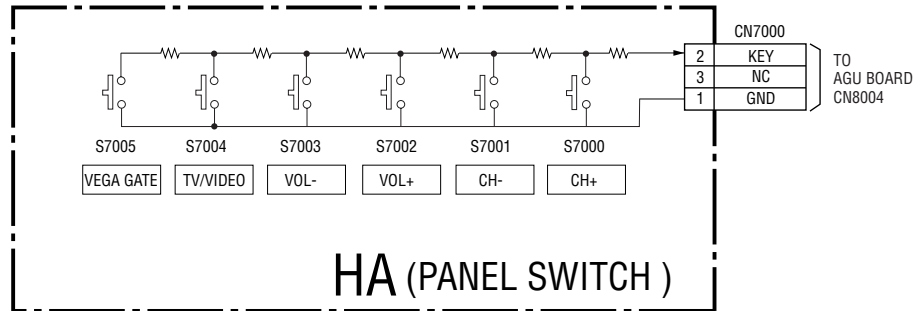 CN7000
2 KEY
3 NC
1 GND
TO
AGU BOARD
CN8004
S7005 S7004 S7003 S7002 S7001 S7000
VEGA GATE TV/VIDEO VOL- VOL+ CH- CH+
HA (PANEL SWITCH )